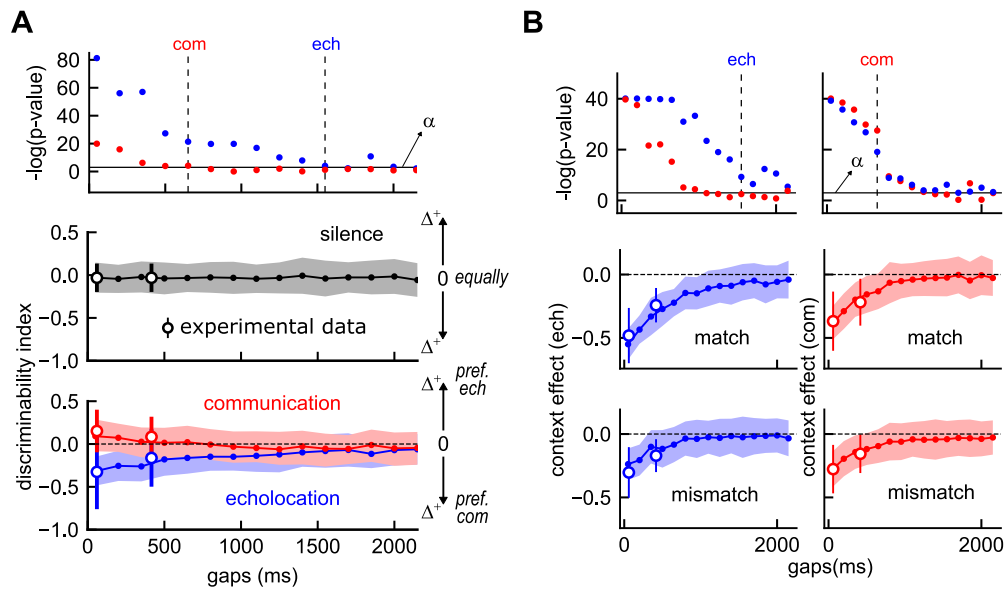 A
B
com
ech
80
60
40
20
0
-log(p-value)
α
0.5
0.0
−0.5
−1.0
silence
experimental data
Δ+
0
equally
Δ+
discriminability index
0.5
0.0
−0.5
−1.0
communication
echolocation
Δ+
pref.
ech
0
Δ+
pref.
com
0
500
1000
1500
2000
gaps (ms)
ech
com
40
20
0
-log(p-value)
α
0.0
−0.5
match
match
context effect (ech)
context effect (com)
0.0
−0.5
mismatch
mismatch
0
2000
0
2000
gaps(ms)